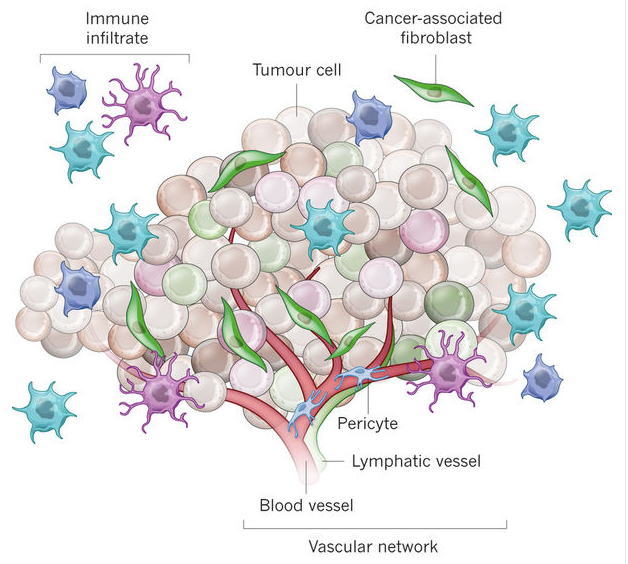 Immune
infiltrate
Cancer-associated
fibroblast
Tumour cell
Pericyte
Lymphatic vessel
Blood vessel
Vascular network